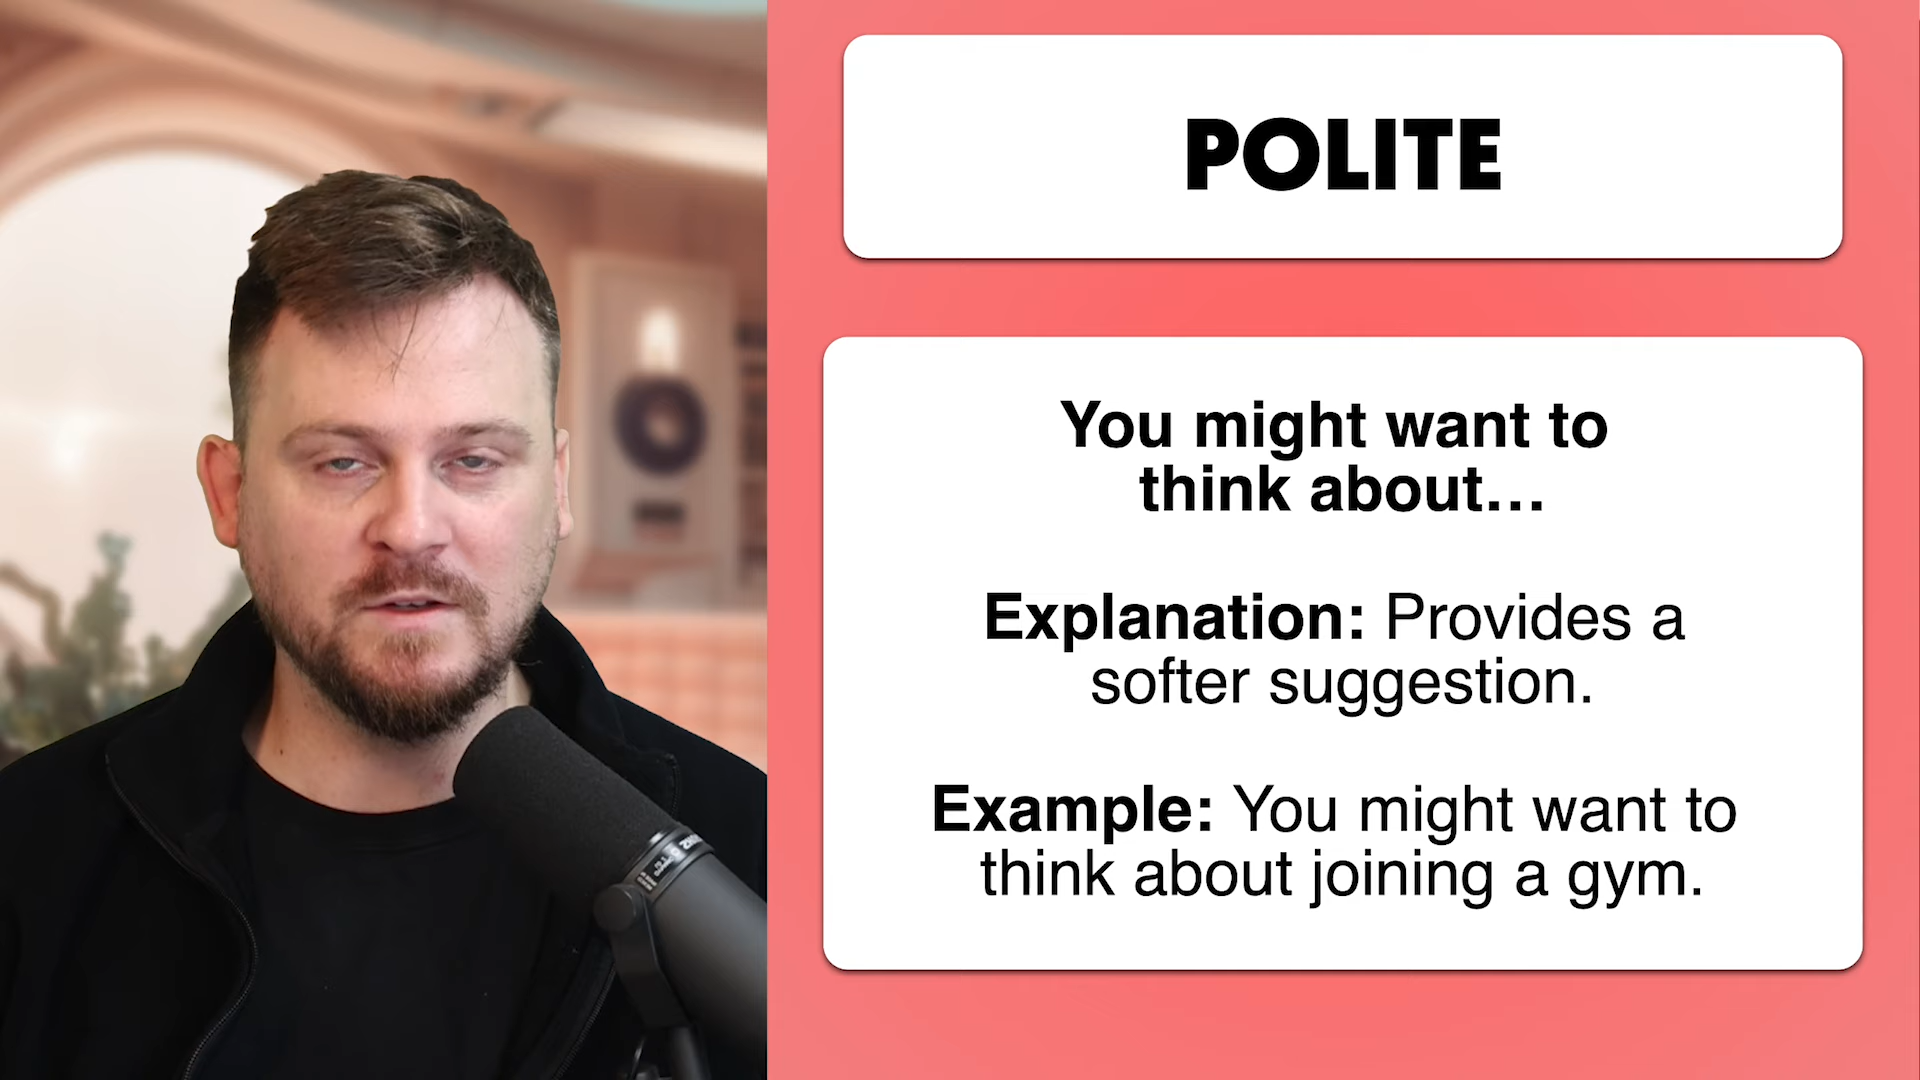 POLITE
You might want to
think about...
Explanation: Provides a
softer suggestion.
Example: You might want to
think about joining a gym.